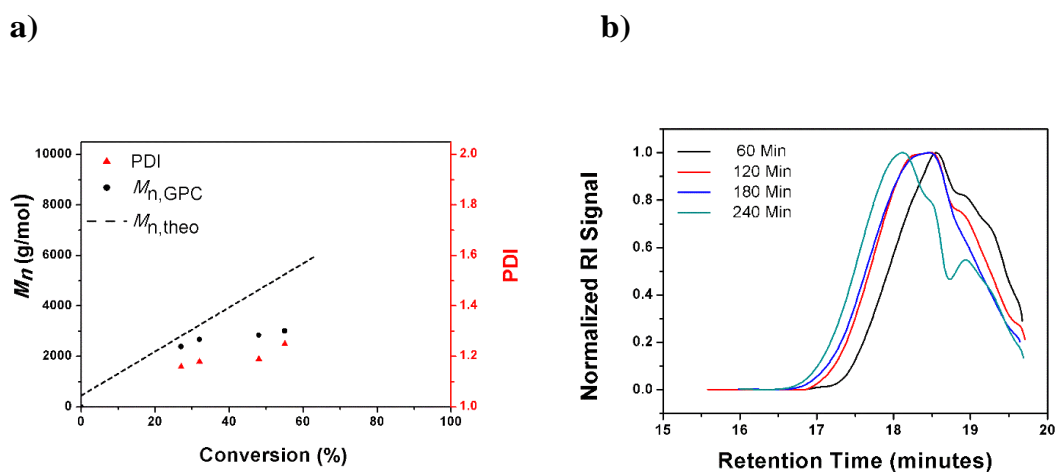 a)
b)
10000
8000
6000
4000
2000
0
Mn (g/mol)
PDI
Mn,GPC
Mn,theo
2.0
1.8
1.6
1.4
1.2
1.0
PDI
0 20 40 60 80 100
Conversion (%)
1.0
0.8
0.6
0.4
0.2
0.0
Normalized RI Signal
60 Min
120 Min
180 Min
240 Min
15 16 17 18 19 20
Retention Time (minutes)